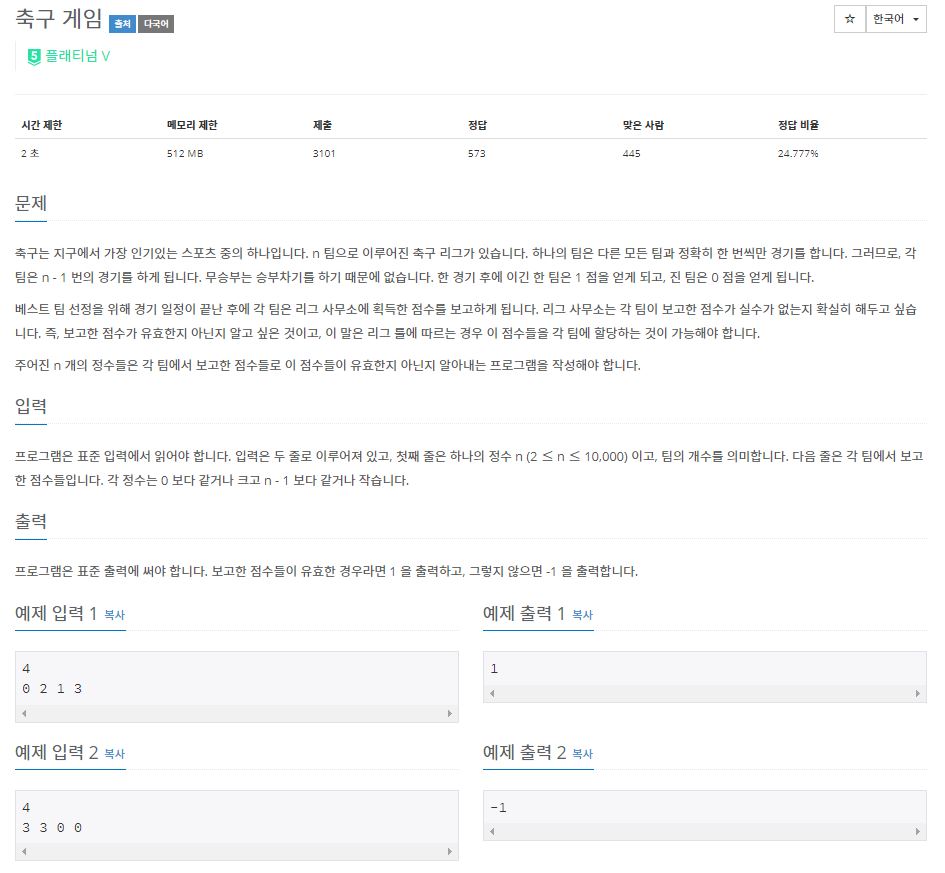 축구 게임 출처 다국어
☆ 한국어
5 플래티넘 V
시간 제한 메모리 제한 제출 정답 맞은 사람 정답 비율
2 초 512 MB 3101 573 445 24.777%
문제
축구는 지구에서 가장 인기있는 스포츠 중의 하나입니다. n 팀으로 이루어진 축구 리그가 있습니다. 하나의 팀은 다른 모든 팀과 정확히 한 번씩만 경기를 합니다. 그러므로, 각
팀은 n - 1 번의 경기를 하게 됩니다. 무승부는 승부차기를 하기 때문에 없습니다. 한 경기 후에 이긴 한 팀은 1 점을 얻게 되고, 진 팀은 0 점을 얻게 됩니다.
베스트 팀 선정을 위해 경기 일정이 끝난 후에 각 팀은 리그 사무소에 획득한 점수를 보고하게 됩니다. 리그 사무소는 각 팀이 보고한 점수가 실수가 없는지 확실히 해두고 싶습
니다. 즉, 보고한 점수가 유효한지 아닌지 알고 싶은 것이고, 이 말은 리그 룰에 따르는 경우 이 점수들을 각 팀에 할당하는 것이 가능해야 합니다.
주어진 n 개의 정수들은 각 팀에서 보고한 점수들로 이 점수들이 유효한지 아닌지 알아내는 프로그램을 작성해야 합니다.
입력
프로그램은 표준 입력에서 읽어야 합니다. 입력은 두 줄로 이루어져 있고, 첫째 줄은 하나의 정수 n (2 ≤ n ≤ 10,000) 이고, 팀의 개수를 의미합니다. 다음 줄은 각 팀에서 보고
한 점수들입니다. 각 정수는 0 보다 같거나 크고 n - 1 보다 같거나 작습니다.
출력
프로그램은 표준 출력에 써야 합니다. 보고한 점수들이 유효한 경우라면 1 을 출력하고, 그렇지 않으면 -1 을 출력합니다.
예제 입력 1 복사
4
0 2 1 3
예제 출력 1 복사
1
예제 입력 2 복사
4
3 3 0 0
예제 출력 2 복사
-1